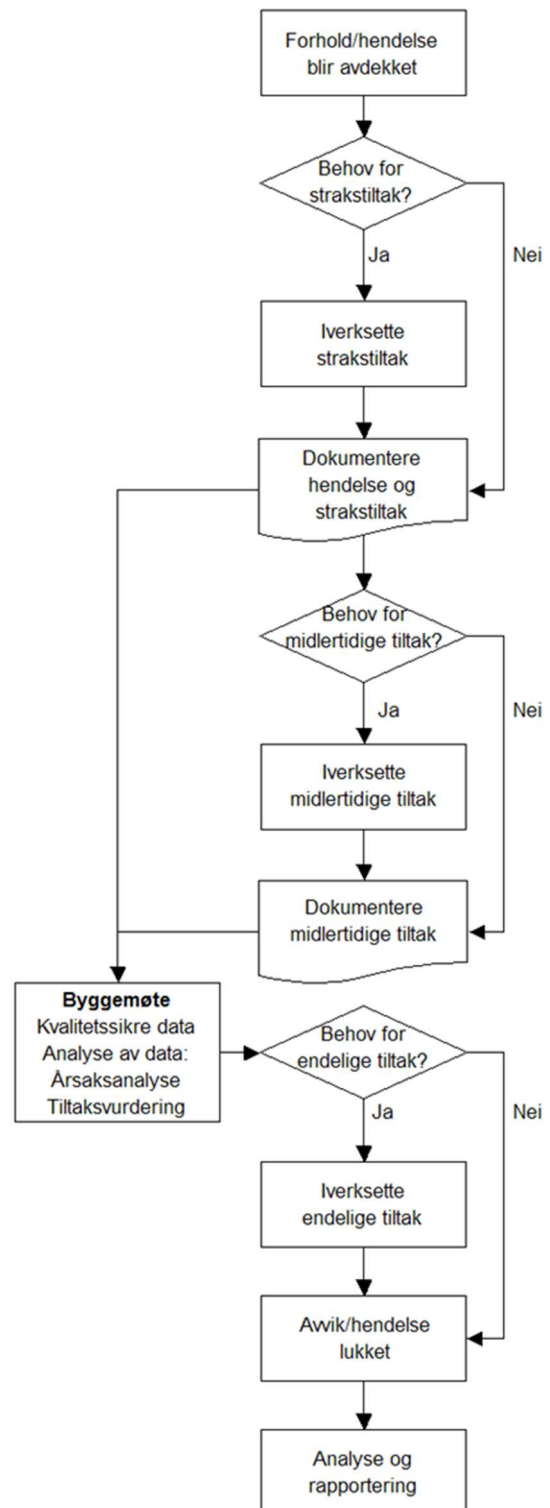 Forhold/hendelse
blir avdekket
Behov for
strakstiltak?
Ja
Nei
Iverksette
strakstiltak
Dokumentere
hendelse og
strakstiltak
Behov for
midlertidige tiltak?
Ja
Nei
Iverksette
midlertidige tiltak
Dokumentere
midlertidige tiltak
Byggemøte
Kvalitetssikre data
Analyse av data:
Årsaksanalyse
Tiltaksvurdering
Behov for
endelige tiltak?
Ja
Nei
Iverksette
endelige tiltak
Avvik/hendelse
lukket
Analyse og
rapportering